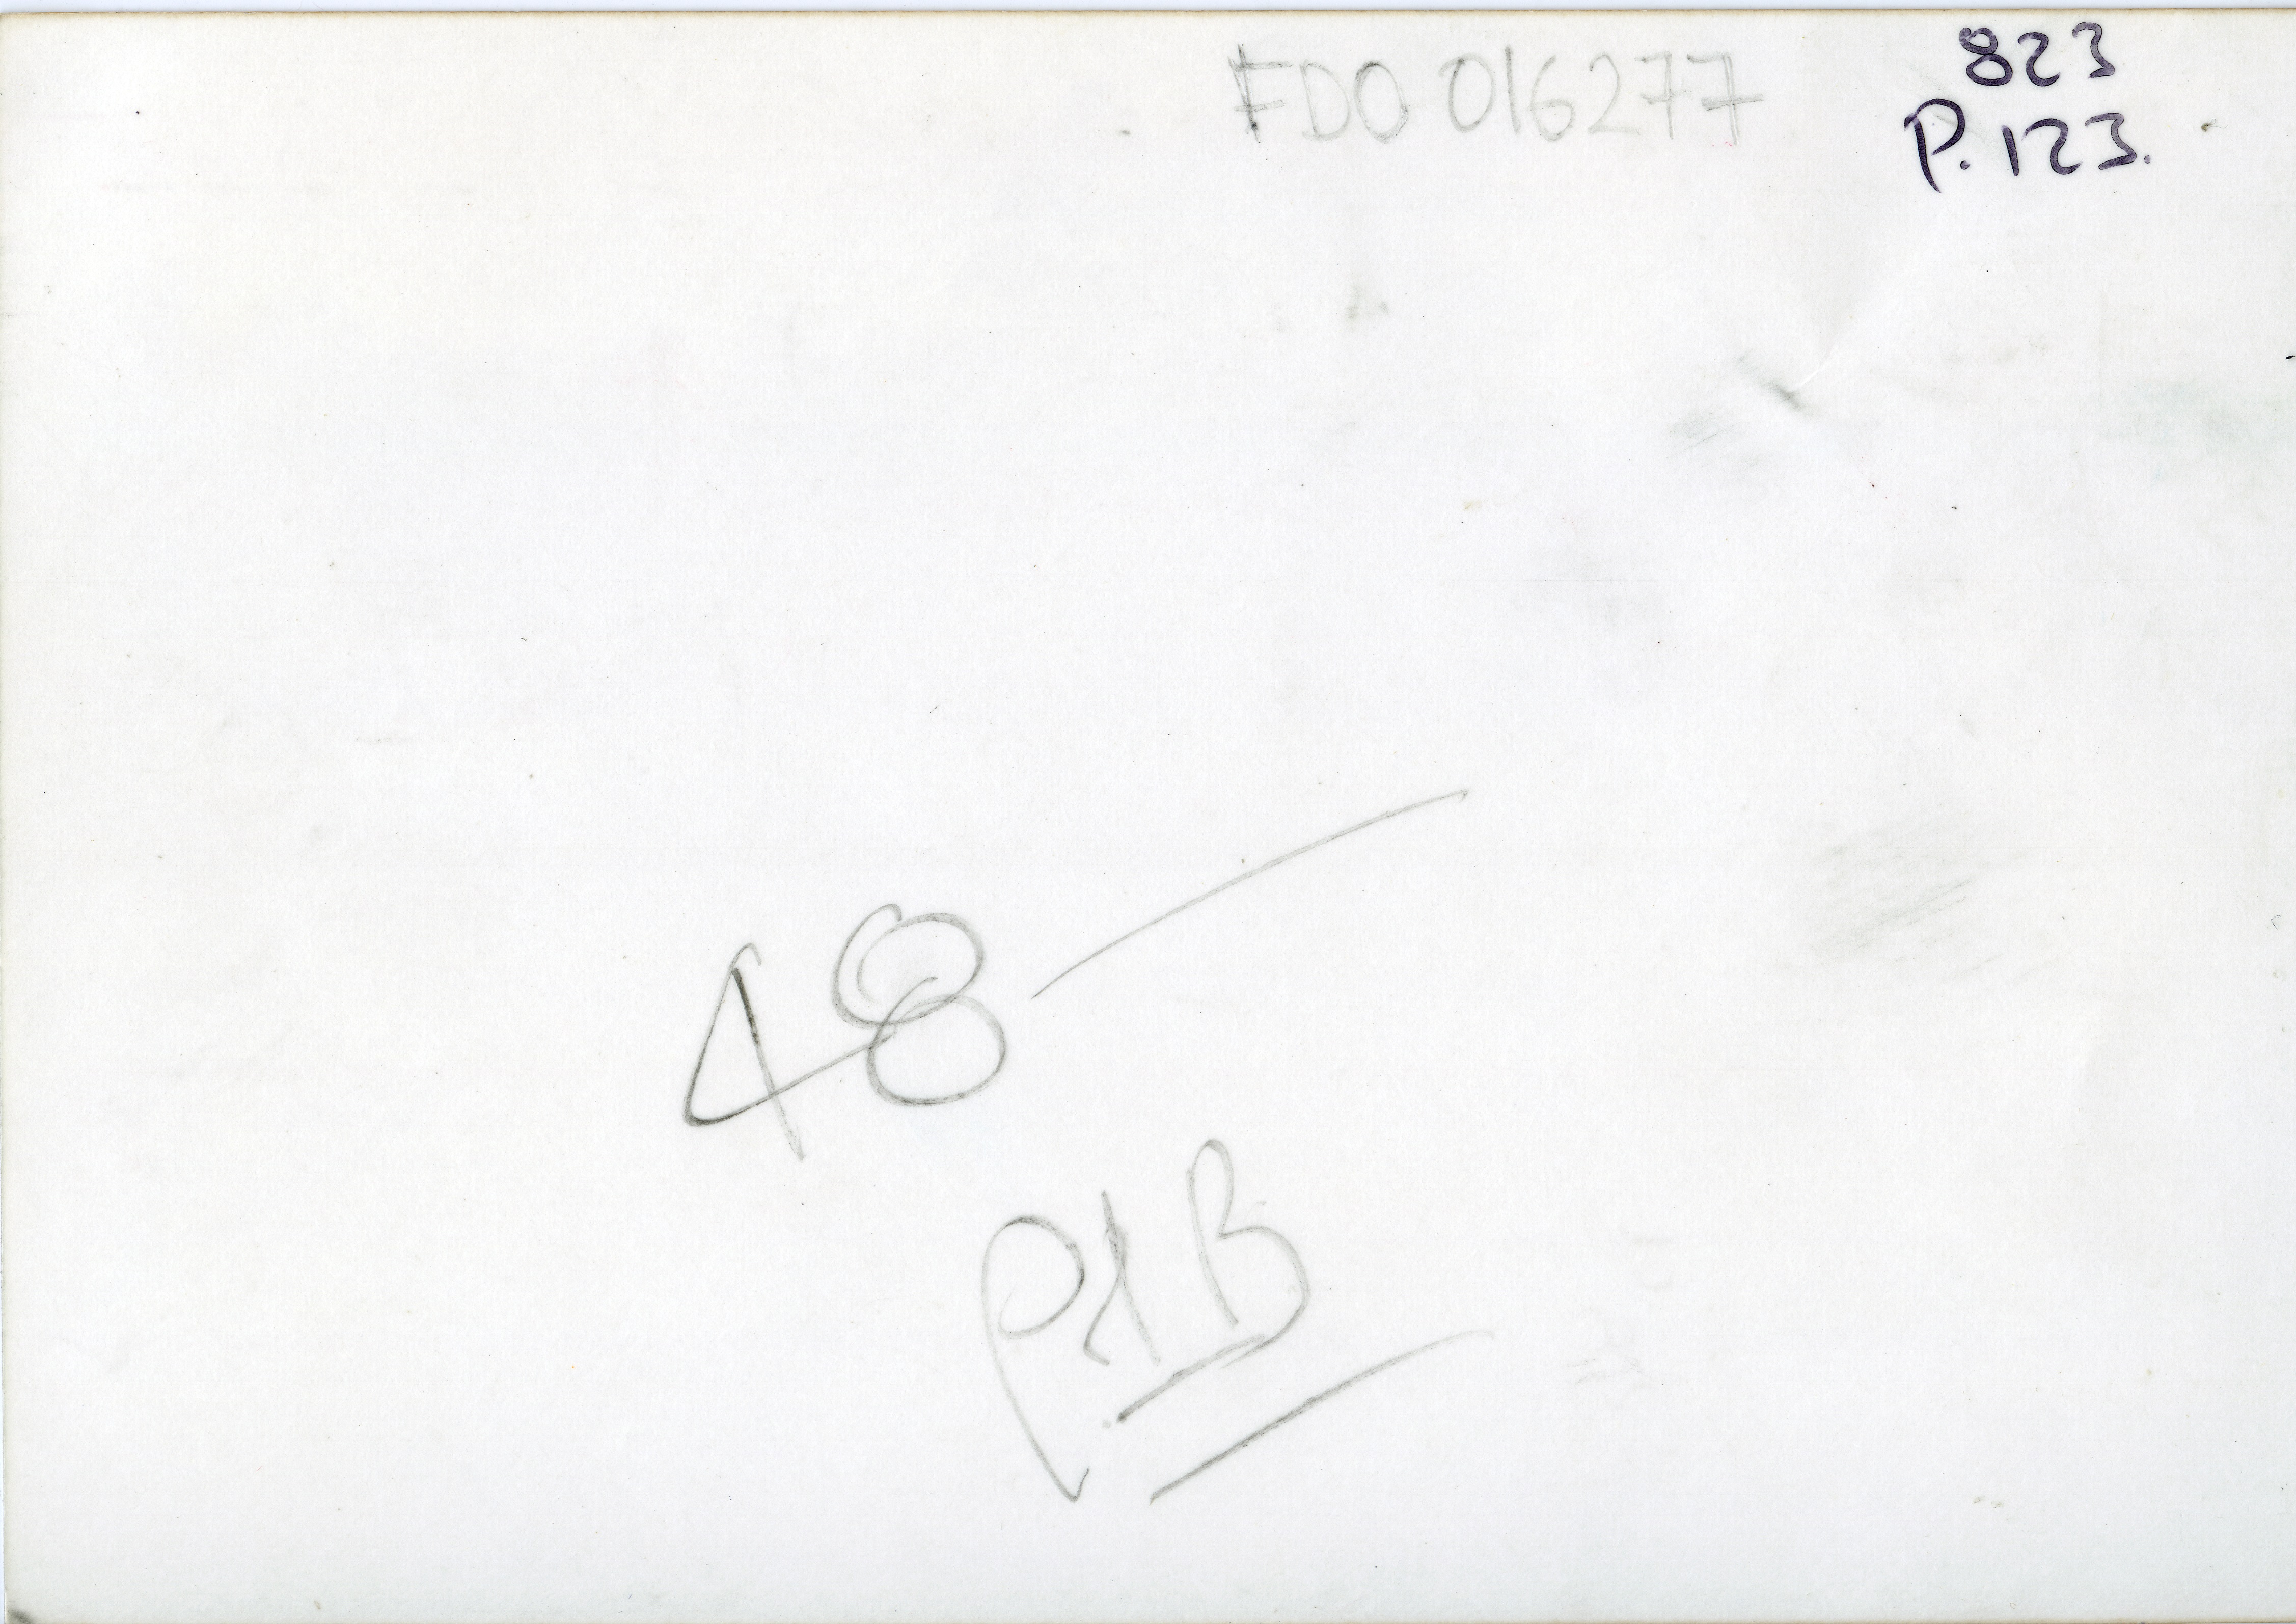 FDO 016277
823
P. 123.
48 —
P1B